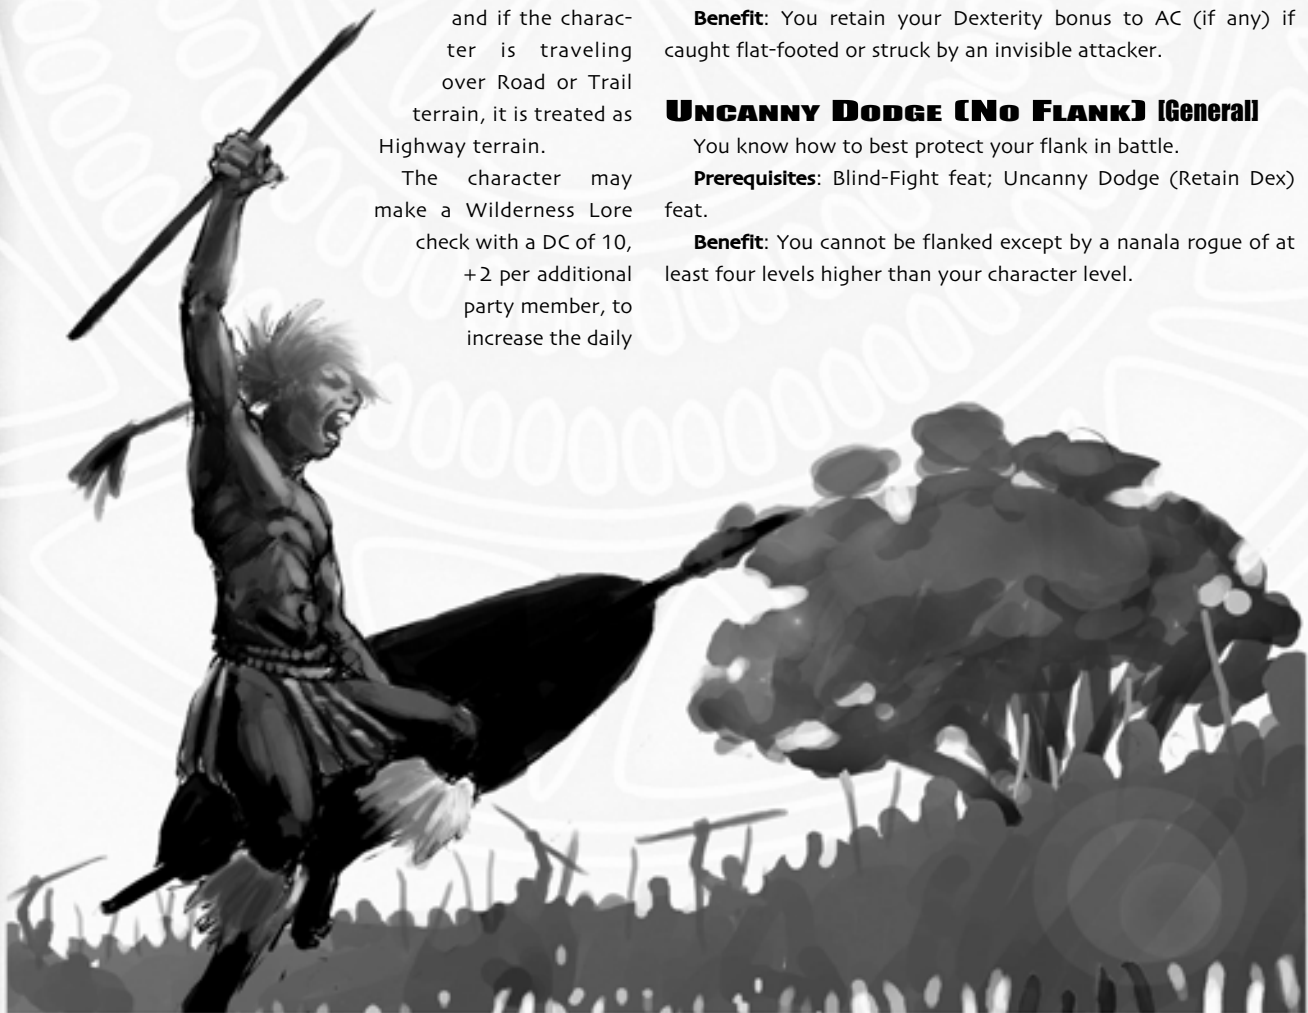 and if the charac-
ter is traveling
over Road or Trail
terrain, it is treated as
Highway terrain.
The character may
make a Wilderness Lore
check with a DC of 10,
+2 per additional
party member, to
increase the daily
Benefit: You retain your Dexterity bonus to AC (if any) if
caught flat-footed or struck by an invisible attacker.
Uncanny Dodge (No Flank) [General]
You know how to best protect your flank in battle.
Prerequisites: Blind-Fight feat; Uncanny Dodge (Retain Dex)
feat.
Benefit: You cannot be flanked except by a nanala rogue of at
least four levels higher than your character level.